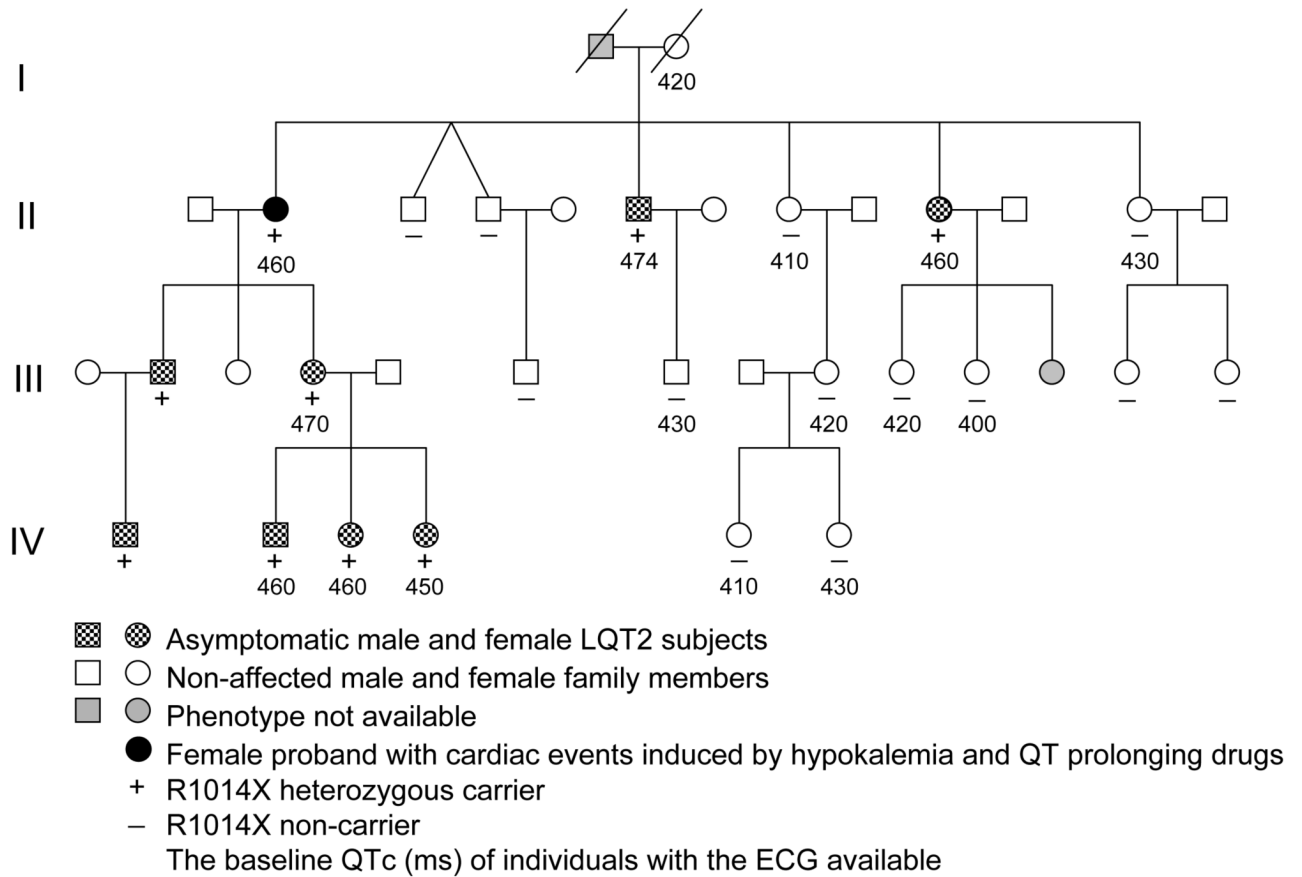 I
420
II
+ – – + – + –
460 474 410 460 430
III
+ + – – – – – – –
470 430 420 420 400
IV
+ + + + – –
460 460 450 410 430
Asymptomatic male and female LQT2 subjects
Non-affected male and female family members
Phenotype not available
Female proband with cardiac events induced by hypokalemia and QT prolonging drugs
+ R1014X heterozygous carrier
– R1014X non-carrier
The baseline QTc (ms) of individuals with the ECG available